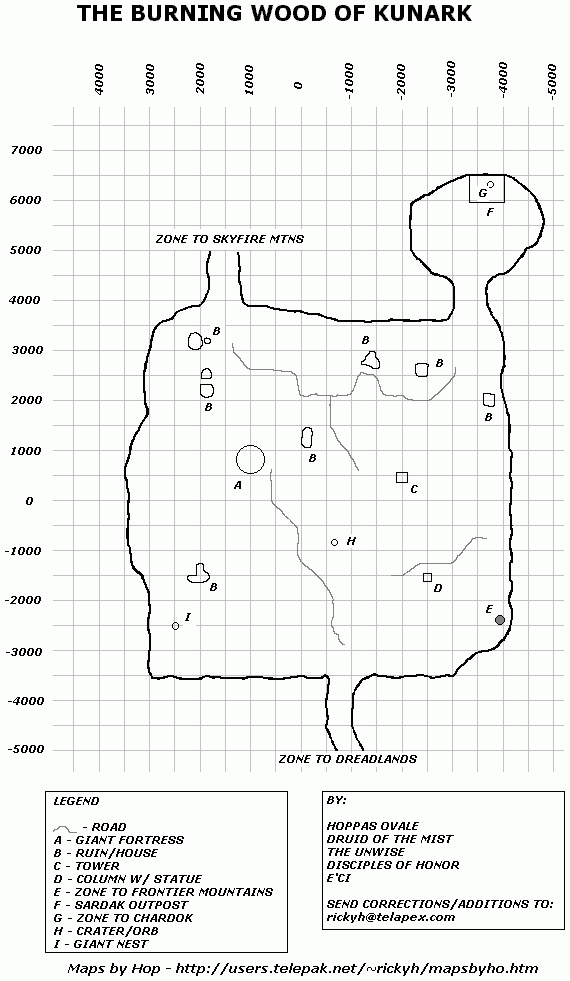 THE BURNING WOOD OF KUNARK
4000 3000 2000 1000 0 -1000 -2000 -3000 -4000 -5000
7000
6000
G
F
5000
ZONE TO SKYFIRE MTNS
4000
B B
3000
B
B
2000
B
1000
B
A
C
0
H
-1000
B
D
-2000
E
I
-3000
-4000
-5000
ZONE TO DREADLANDS
LEGEND
- ROAD
A - GIANT FORTRESS
B - RUIN/HOUSE
C - TOWER
D - COLUMN W/ STATUE
E - ZONE TO FRONTIER MOUNTAINS
F - SARDAK OUTPOST
G - ZONE TO CHARDOK
H - CRATER/ORB
I - GIANT NEST
BY:
HOPPAS OVALE
DRUID OF THE MIST
THE UNWISE
DISCIPLES OF HONOR
E'CI
SEND CORRECTIONS/ADDITIONS TO:
rickyh@telapex.com
Maps by Hop - http://users.telepak.net/~rickyh/mapsbyho.htm